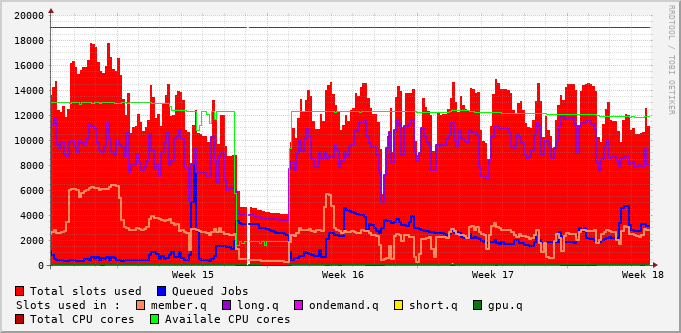 20000
18000
16000
14000
12000
10000
8000
6000
4000
2000
0
Week 15 Week 16 Week 17 Week 18
RRDTOOL / TOBI OETIKER
Total slots used Queued Jobs
Slots used in : member.q long.q ondemand.q short.q gpu.q
Total CPU cores Availale CPU cores